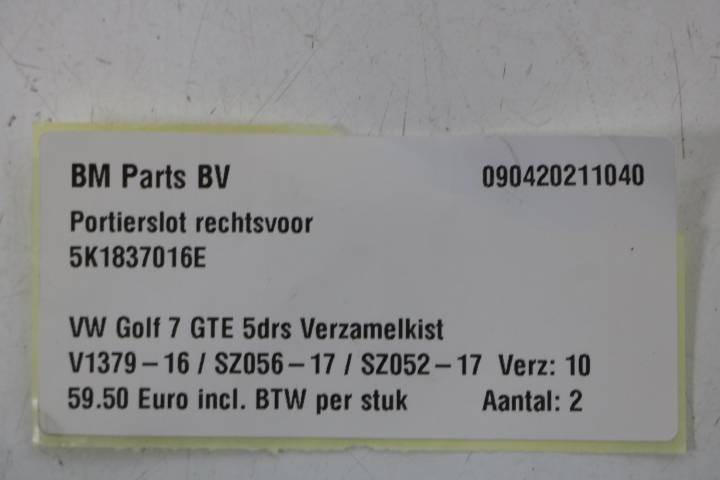 BM Parts BV 090420211040
Portierslot rechtsvoor
5K1837016E
VW Golf 7 GTE 5drs Verzamelkist
V1379-16 / SZ056-17 / SZ052-17 Verz: 10
59.50 Euro incl. BTW per stuk Aantal: 2